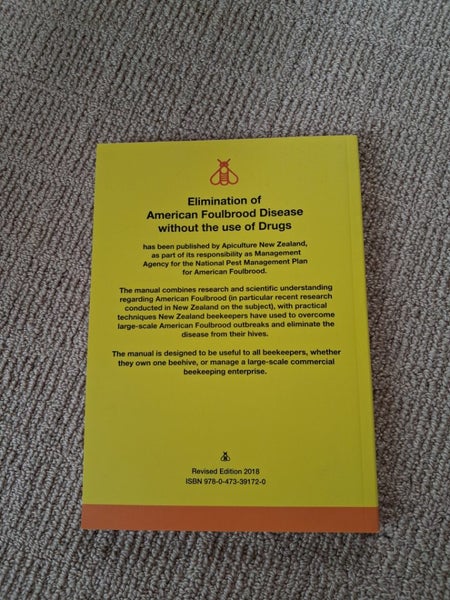 Elimination of
American Foulbrood Disease
without the use of Drugs
has been published by Apiculture New Zealand,
as part of its responsibility as Management
Agency for the National Pest Management Plan
for American Foulbrood.
The manual combines research and scientific understanding
regarding American Foulbrood (in particular recent research
conducted in New Zealand on the subject), with practical
techniques New Zealand beekeepers have used to overcome
large-scale American Foulbrood outbreaks and eliminate the
disease from their hives.
The manual is designed to be useful to all beekeepers, whether
they own one beehive, or manage a large-scale commercial
beekeeping enterprise.
Revised Edition 2018
ISBN 978-0-473-39172-0